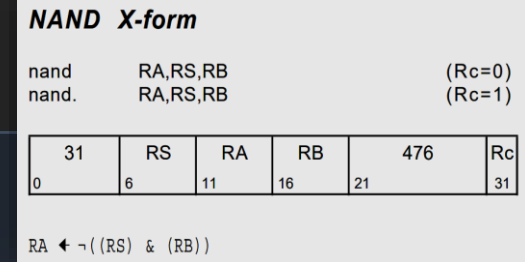 NAND X-form
nand RA,RS,RB (Rc=0)
nand. RA,RS,RB (Rc=1)
31 RS RA RB 476 Rc
0 6 11 16 21 31
RA ← ¬((RS) & (RB))